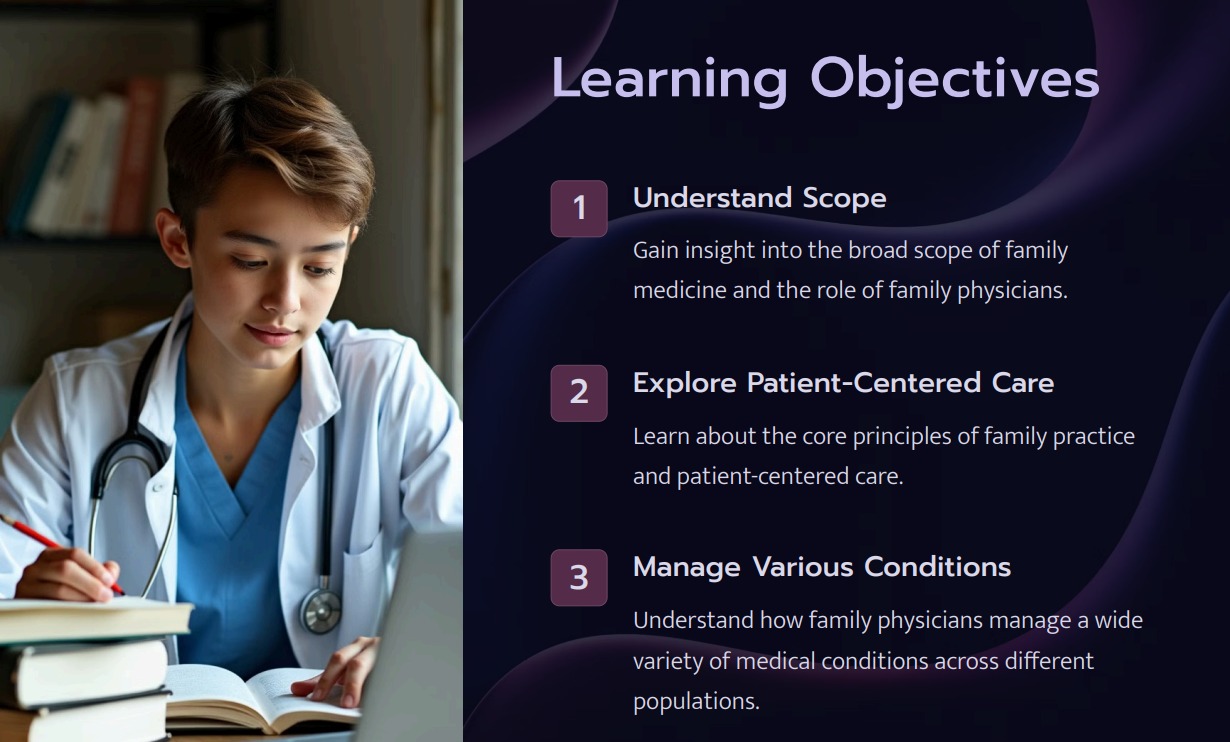 Learning Objectives
1
Understand Scope
Gain insight into the broad scope of family
medicine and the role of family physicians.
2
Explore Patient-Centered Care
Learn about the core principles of family practice
and patient-centered care.
3
Manage Various Conditions
Understand how family physicians manage a wide
variety of medical conditions across different
populations.